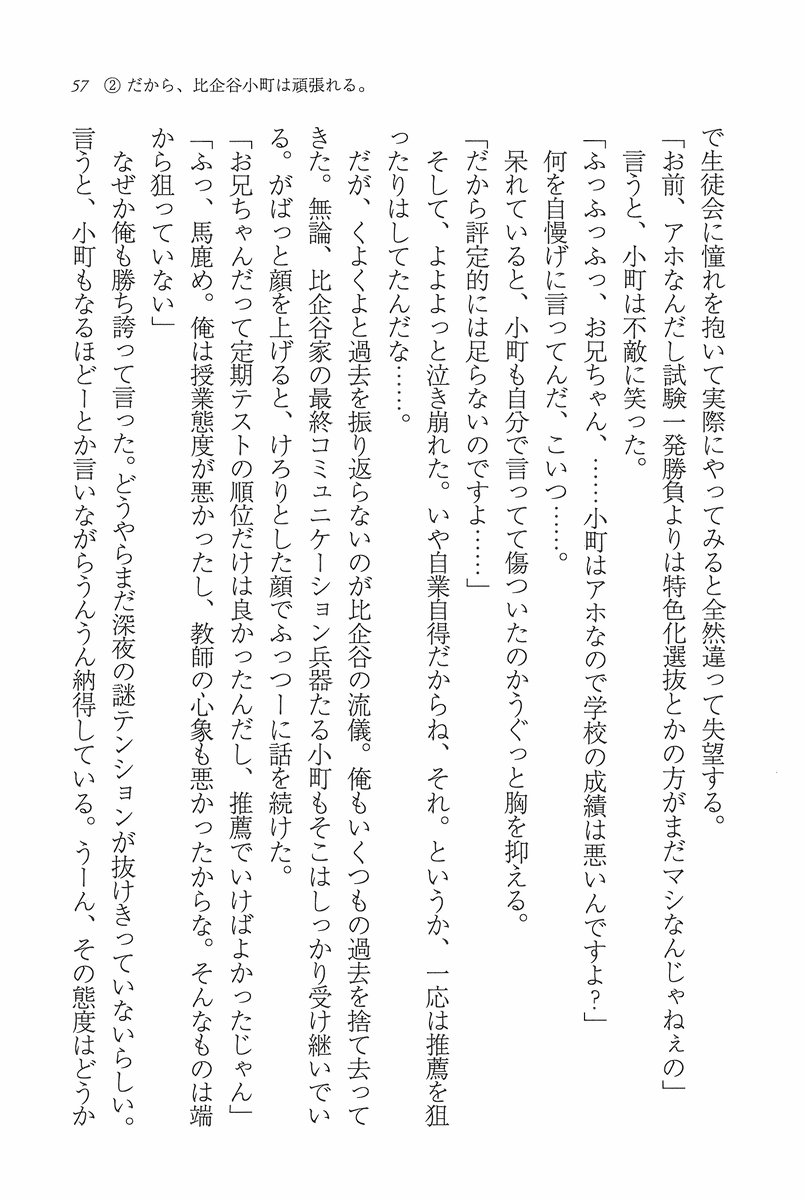 57 ② だから、比企谷小町は頑張れる。
で生徒会に憧れを抱いて実際にやってみると全然違って失望する。
「お前、アホなんだし試験一発勝負よりは特色化選抜とかの方がまだマシなんじゃねぇの」
言うと、小町は不敵に笑った。
「ふっふっふっ、お兄ちゃん、……小町はアホなので学校の成績は悪いんですよ?」
何を自慢げに言ってんだ、こいつ……。
呆れていると、小町も自分で言ってて傷ついたのかうぐっと胸を抑える。
「だから評定的には足らないのですよ……」
そして、よよよっと泣き崩れた。いや自業自得だからね、それ。というか、一応は推薦を狙
ったりはしてたんだな……。
だが、くよくよと過去を振り返らないのが比企谷の流儀。俺もいくつもの過去を捨て去って
きた。無論、比企谷家の最終コミュニケーション兵器たる小町もそこはしっかり受け継いでい
る。がばっと顔を上げると、けろりとした顔でふっつーに話を続けた。
「お兄ちゃんだって定期テストの順位だけは良かったんだし、推薦でいけばよかったじゃん」
「ふっ、馬鹿め。俺は授業態度が悪かったし、教師の心象も悪かったからな。そんなものは端
から狙っていない」
なぜか俺も勝ち誇って言った。どうやらまだ深夜の謎テンションが抜けきっていないらしい。
言うと、小町もなるほどーとか言いながらうんうん納得している。うーん、その態度はどうか